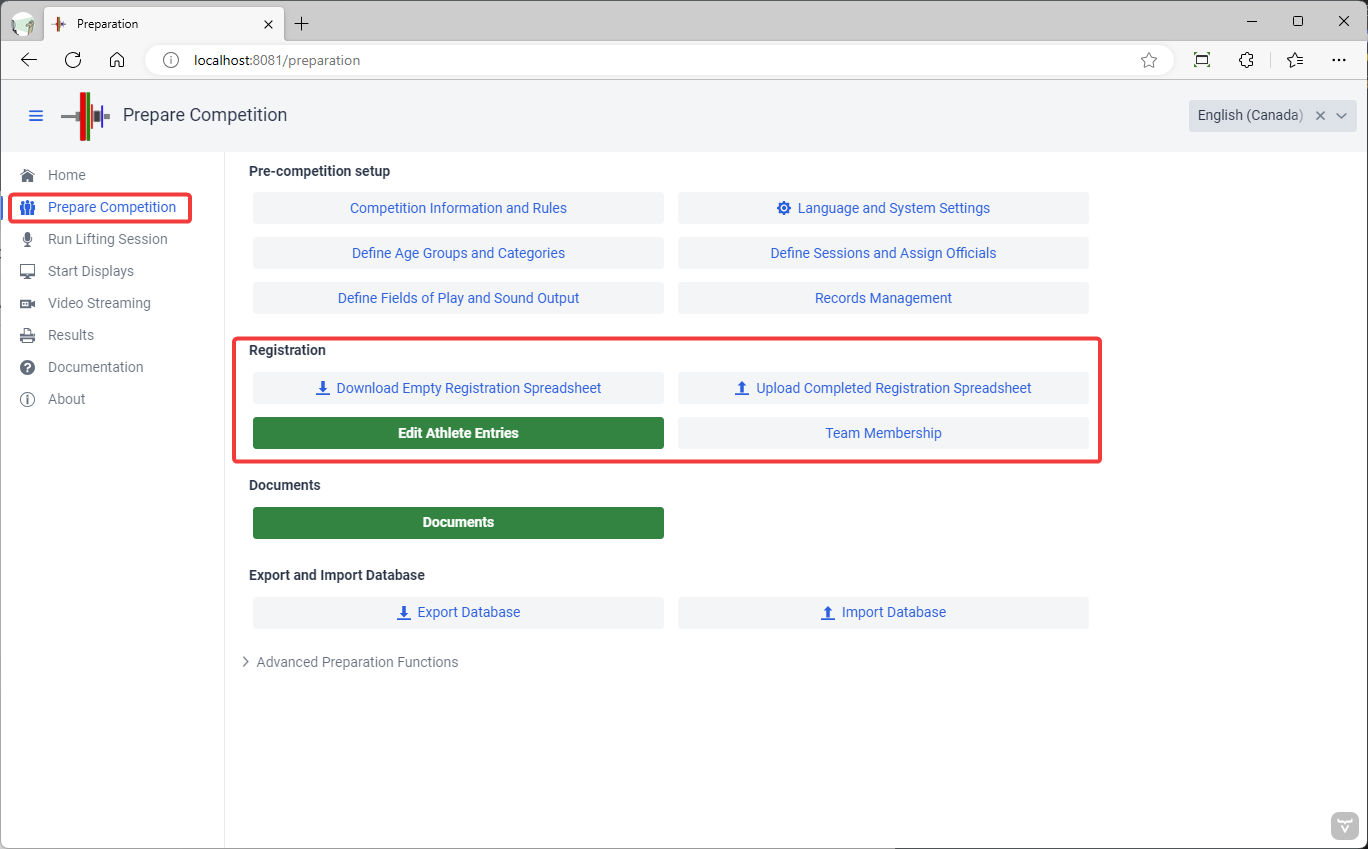 Preparation
localhost:8081/preparation
Prepare Competition
English (Canada)
Home
Prepare Competition
Run Lifting Session
Start Displays
Video Streaming
Results
Documentation
About
Pre-competition setup
Competition Information and Rules
Language and System Settings
Define Age Groups and Categories
Define Sessions and Assign Officials
Define Fields of Play and Sound Output
Records Management
Registration
Download Empty Registration Spreadsheet
Upload Completed Registration Spreadsheet
Edit Athlete Entries
Team Membership
Documents
Documents
Export and Import Database
Export Database
Import Database
Advanced Preparation Functions